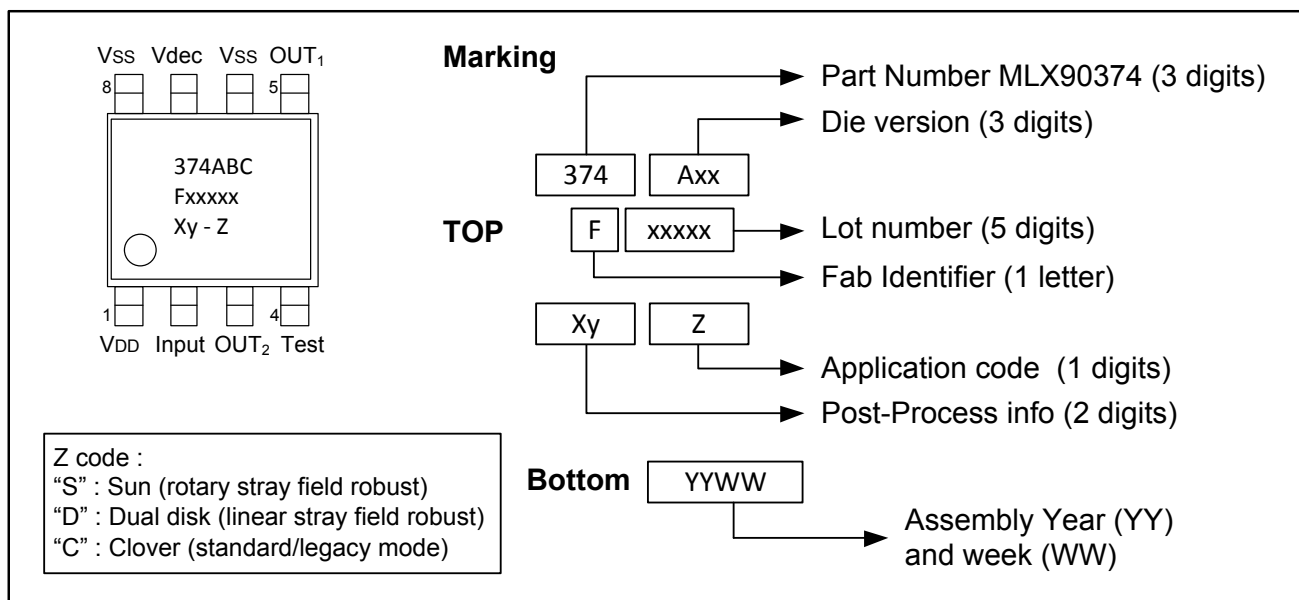 VSS Vdec VSS OUT1
8 5
374ABC
Fxxxxx
Xy - Z
1 4
VDD Input OUT2 Test
Marking
Part Number MLX90374 (3 digits)
Die version (3 digits)
374 Axx
TOP
F xxxxx
Lot number (5 digits)
Fab Identifier (1 letter)
Xy Z
Application code (1 digits)
Post-Process info (2 digits)
Z code :
“S” : Sun (rotary stray field robust)
“D” : Dual disk (linear stray field robust)
“C” : Clover (standard/legacy mode)
Bottom
YYWW
Assembly Year (YY)
and week (WW)